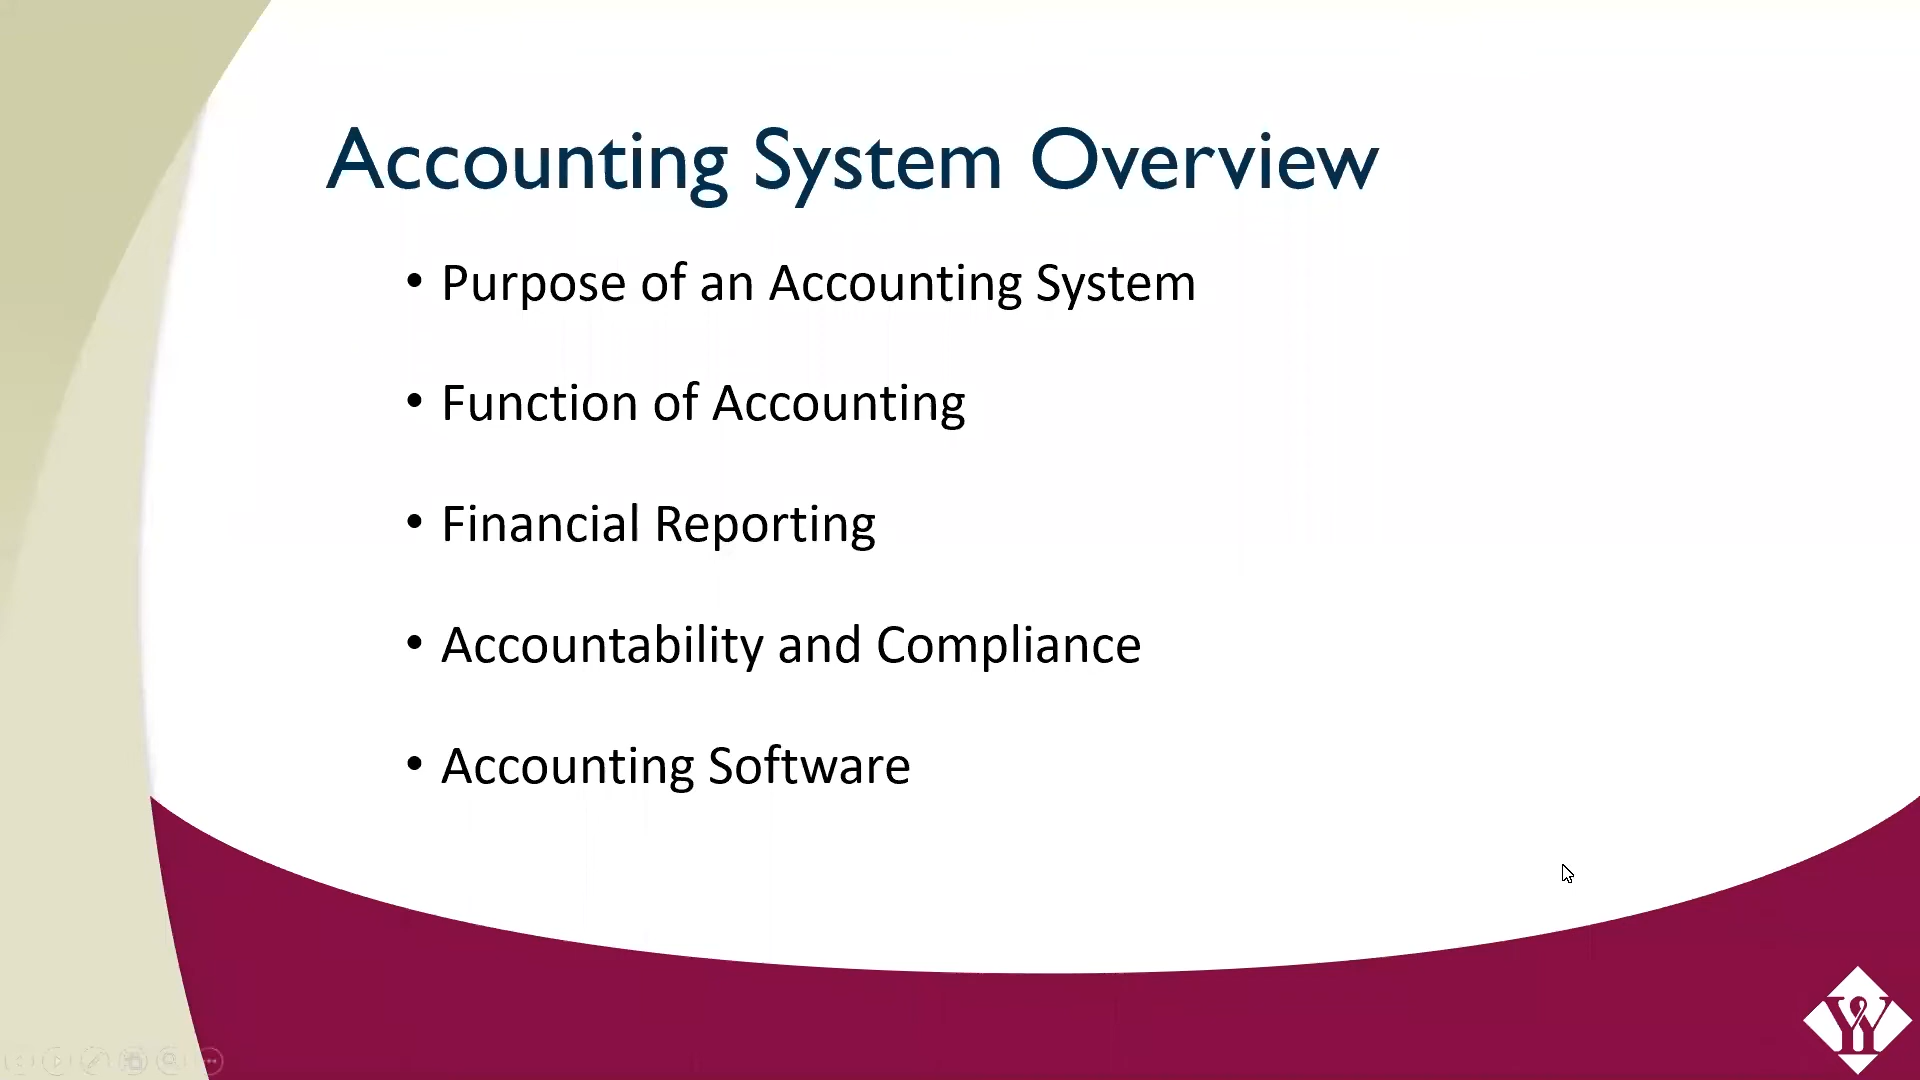 Accounting System Overview
• Purpose of an Accounting System
• Function of Accounting
• Financial Reporting
• Accountability and Compliance
• Accounting Software